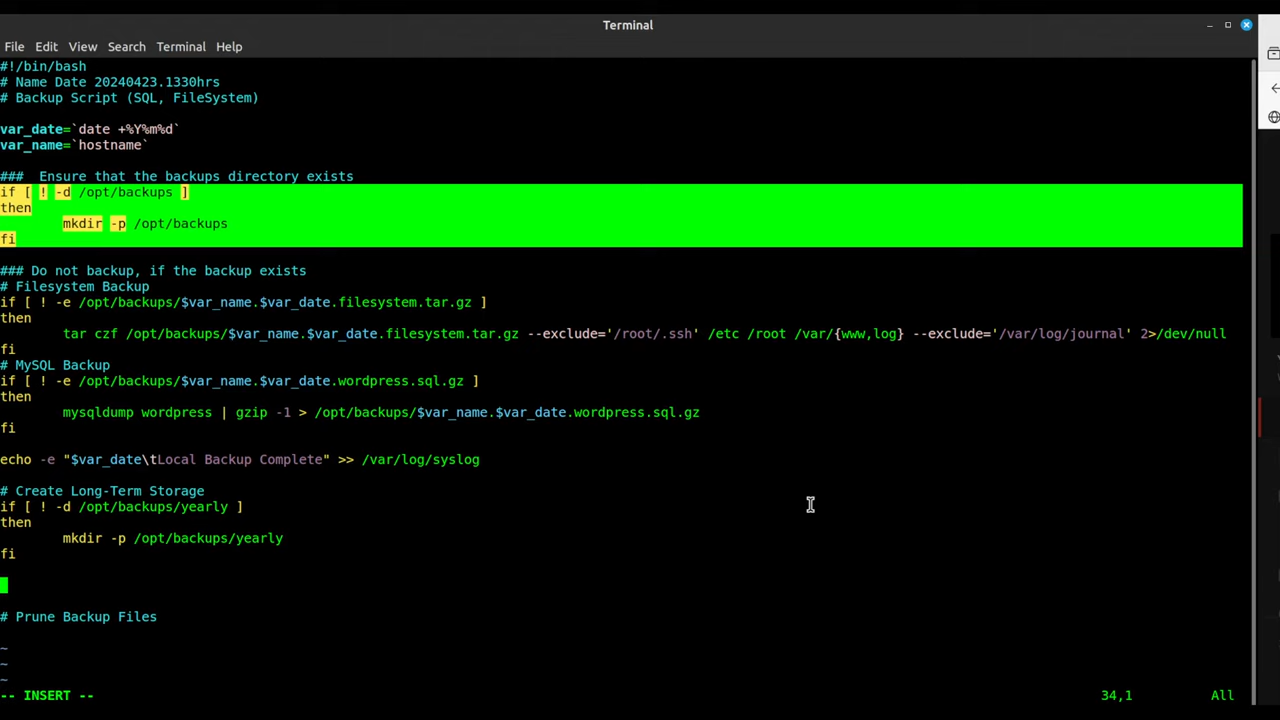 Terminal
File Edit View Search Terminal Help
#!/bin/bash
# Name Date 20240423.1330hrs
# Backup Script (SQL, FileSystem)
var_date=`date +%Y%m%d`
var_name=`hostname`
###  Ensure that the backups directory exists
if [ ! -d /opt/backups ]
then
        mkdir -p /opt/backups
fi
### Do not backup, if the backup exists
# Filesystem Backup
if [ ! -e /opt/backups/$var_name.$var_date.filesystem.tar.gz ]
then
        tar czf /opt/backups/$var_name.$var_date.filesystem.tar.gz --exclude='/root/.ssh' /etc /root /var/{www,log} --exclude='/var/log/journal' 2>/dev/null
fi
# MySQL Backup
if [ ! -e /opt/backups/$var_name.$var_date.wordpress.sql.gz ]
then
        mysqldump wordpress | gzip -1 > /opt/backups/$var_name.$var_date.wordpress.sql.gz
fi
echo -e "$var_date\tLocal Backup Complete" >> /var/log/syslog
# Create Long-Term Storage
if [ ! -d /opt/backups/yearly ]
then
        mkdir -p /opt/backups/yearly
fi
# Prune Backup Files
~
~
~
-- INSERT -- 34,1 All